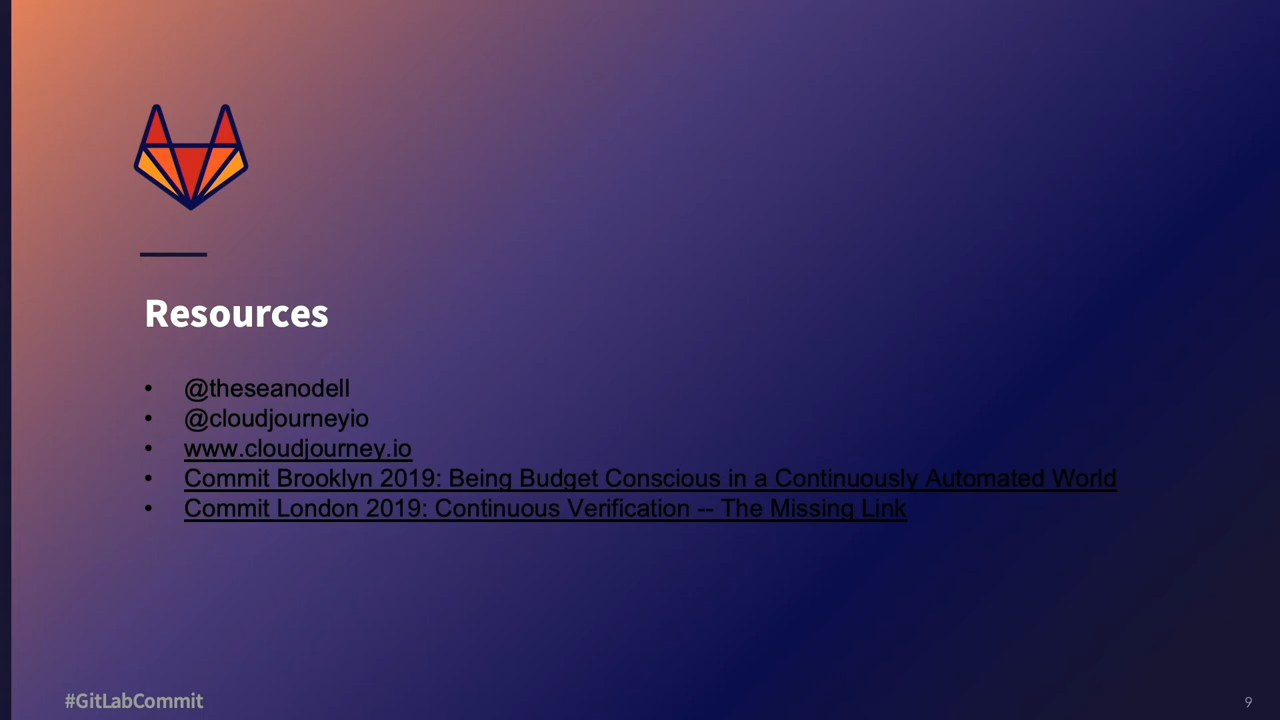 Resources
• @theseanodell
• @cloudjourneyio
• www.cloudjourney.io
• Commit Brooklyn 2019: Being Budget Conscious in a Continuously Automated World
• Commit London 2019: Continuous Verification -- The Missing Link
#GitLabCommit
9